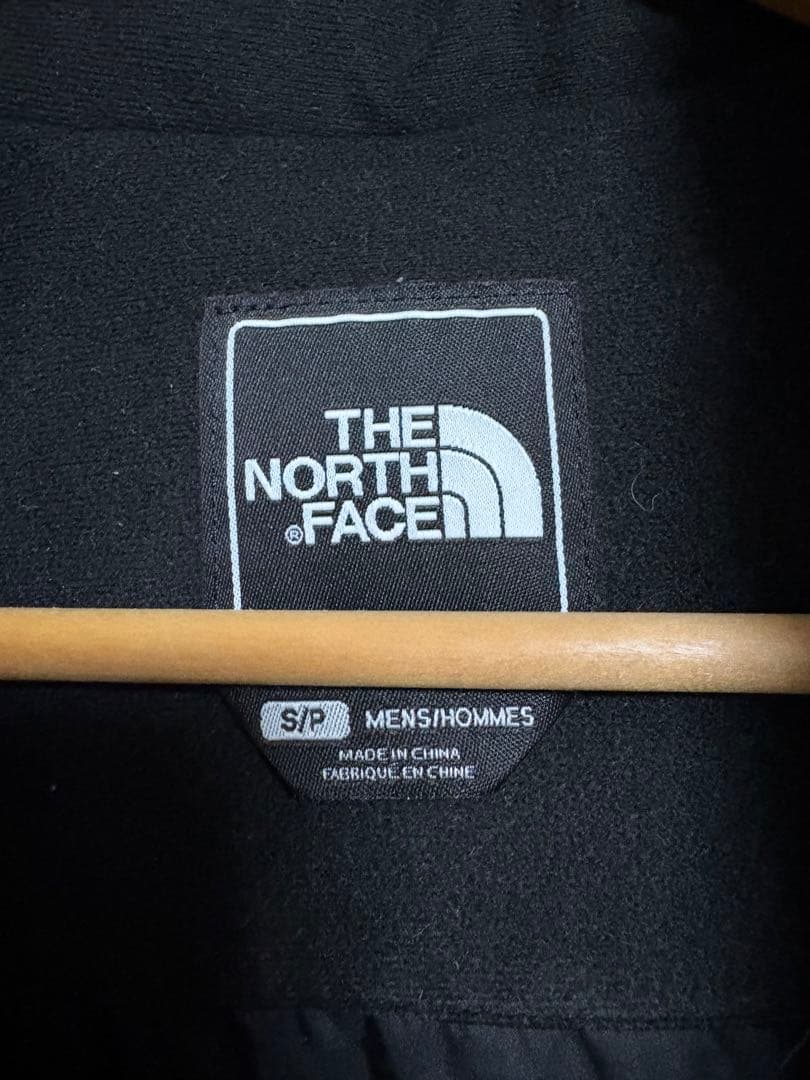 THE
NORTH
® FACE
S/P MENS/HOMMES
MADE IN CHINA
FABRIQUE EN CHINE